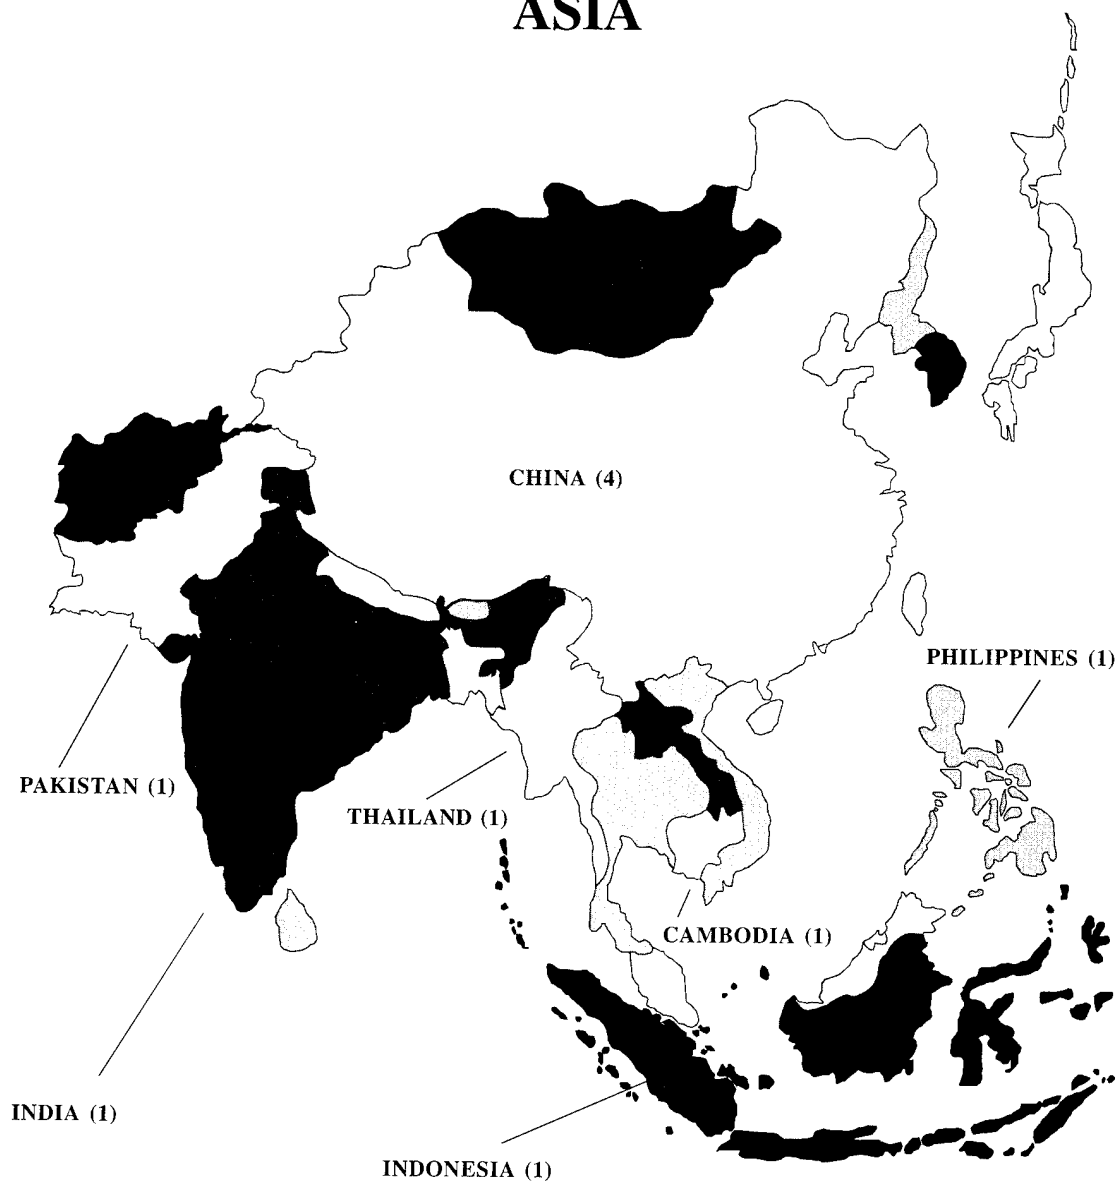 ASIA
CHINA (4)
PHILIPPINES (1)
PAKISTAN (1)
THAILAND (1)
CAMBODIA (1)
INDIA (1)
INDONESIA (1)